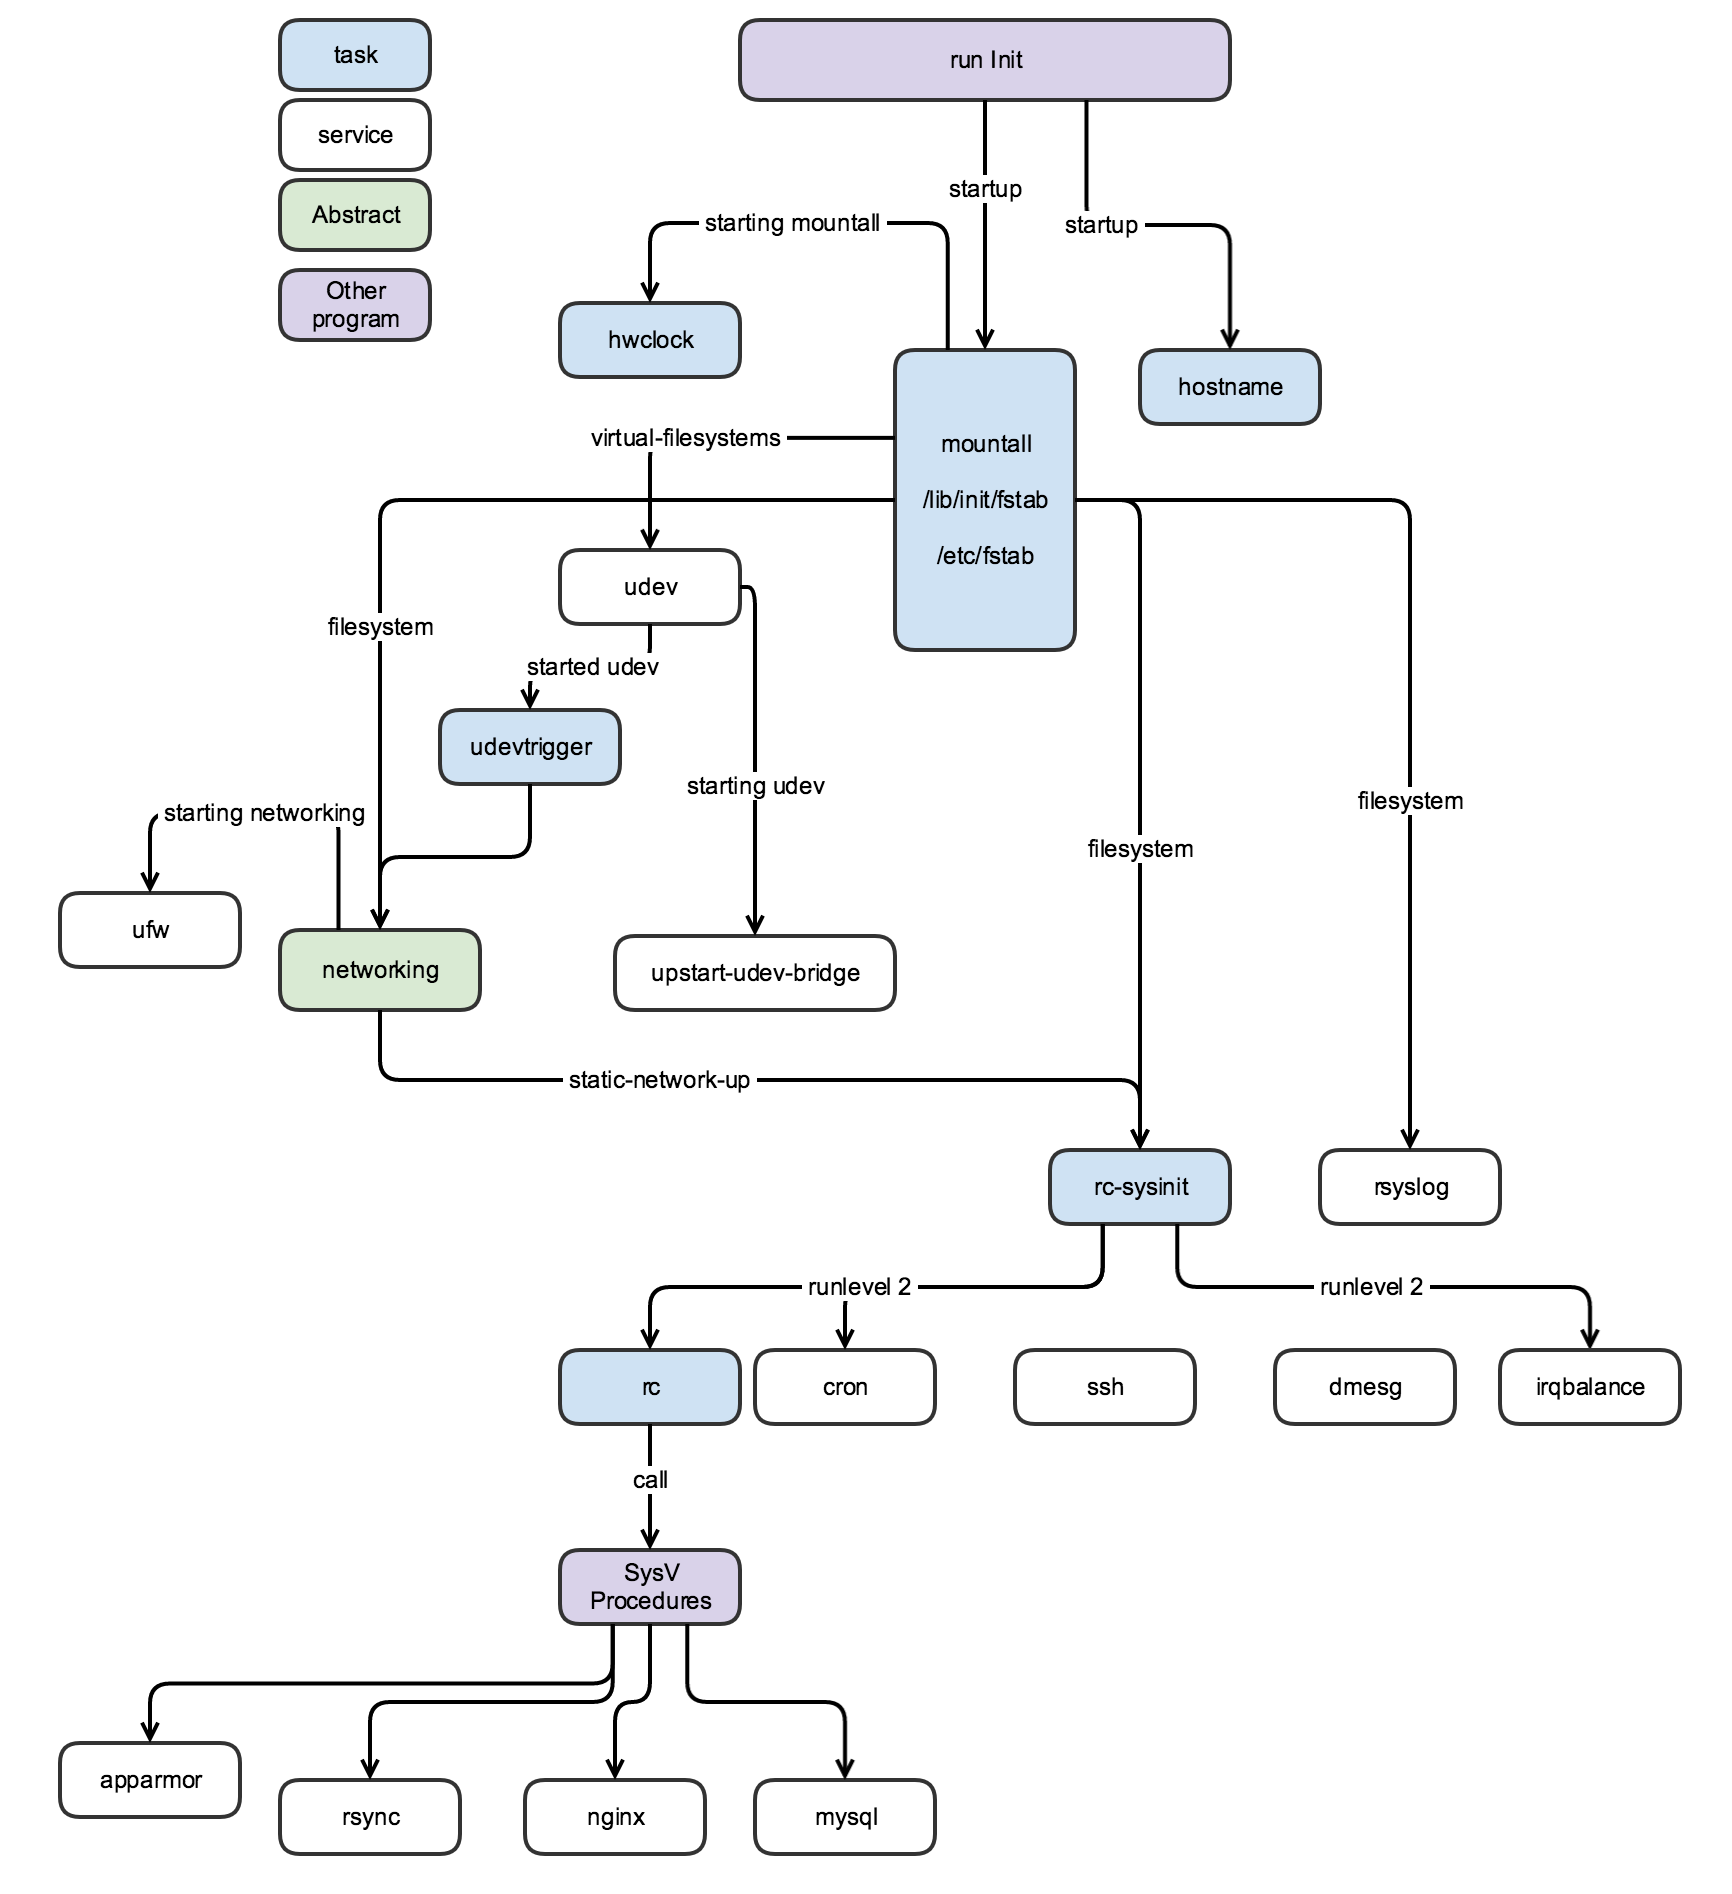 task
service
Abstract
Other
program
run Init
startup
startup
starting mountall
hwclock
hostname
virtual-filesystems
mountall
/lib/init/fstab
/etc/fstab
udev
filesystem
started udev
udevtrigger
starting udev
filesystem
starting networking
filesystem
ufw
networking
upstart-udev-bridge
static-network-up
rc-sysinit
rsyslog
runlevel 2
runlevel 2
rc
cron
ssh
dmesg
irqbalance
call
SysV
Procedures
apparmor
rsync
nginx
mysql